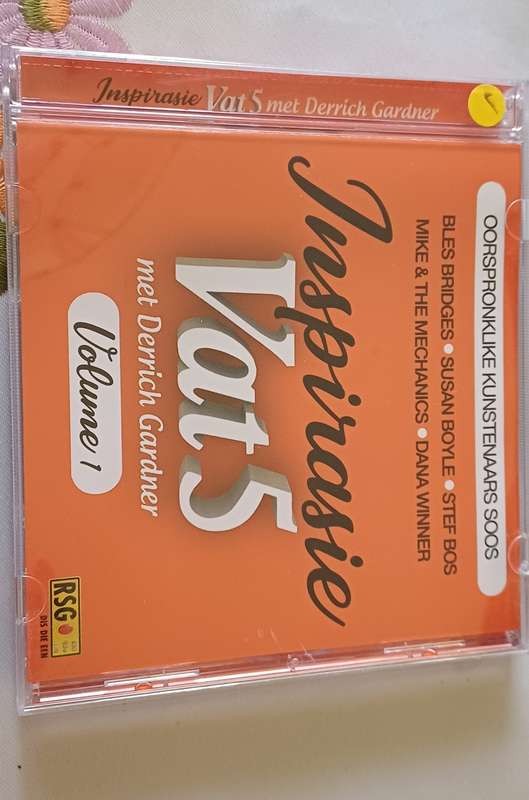 Inspirasie Vat 5 met Derrich Gardner
OORSPRONKLIKE KUNSTENAARS SOOS
BLES BRIDGES • SUSAN BOYLE • STEF BOS
MIKE & THE MECHANICS • DANA WINNER
Inspirasie
Vat 5
met Derrich Gardner
Volume 1
RSG
DIS DIE EEN